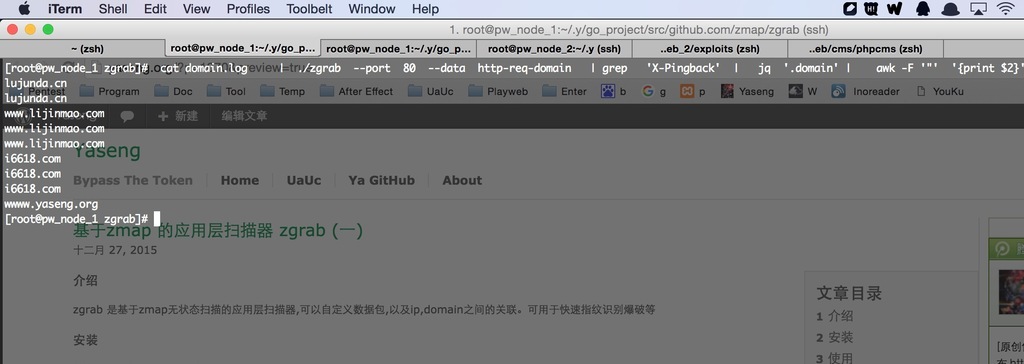 iTerm Shell Edit View Profiles Toolbelt Window Help
1. root@pw_node_1:~/.y/go_project/src/github.com/zmap/zgrab (ssh)
~ (zsh) root@pw_node_1:~/.y/go_p... root@pw_node_1:~/.y/go_p... root@pw_node_2:~/.y (ssh) ..eb_2/exploits (zsh) ..eb/cms/phpcms (zsh)
[root@pw_node_1 zgrab]# cat domain.log | ./zgrab --port 80 --data http-req-domain | grep 'X-Pingback' | jq '.domain' | awk -F '"' '{print $2}'
lujunda.cn
Pentest Program Doc Tool Temp After Effect UaUc Playweb Enter b g p Yaseng W Inoreader YouKu
lujunda.cn
www.lijinmao.com
新建 编辑文章
www.lijinmao.com
www.lijinmao.com
Yaseng
i6618.com
i6618.com
Bypass The Token Home UaUc Ya GitHub About
i6618.com
wwww.yaseng.org
[root@pw_node_1 zgrab]#
基于zmap 的应用层扫描器 zgrab (一)
十二月 27, 2015
介绍
zgrab 是基于zmap无状态扫描的应用层扫描器,可以自定义数据包,以及ip,domain之间的关联。可用于快速指纹识别爆破等
安装
文章目录
1 介绍
2 安装
3 使用
[原创